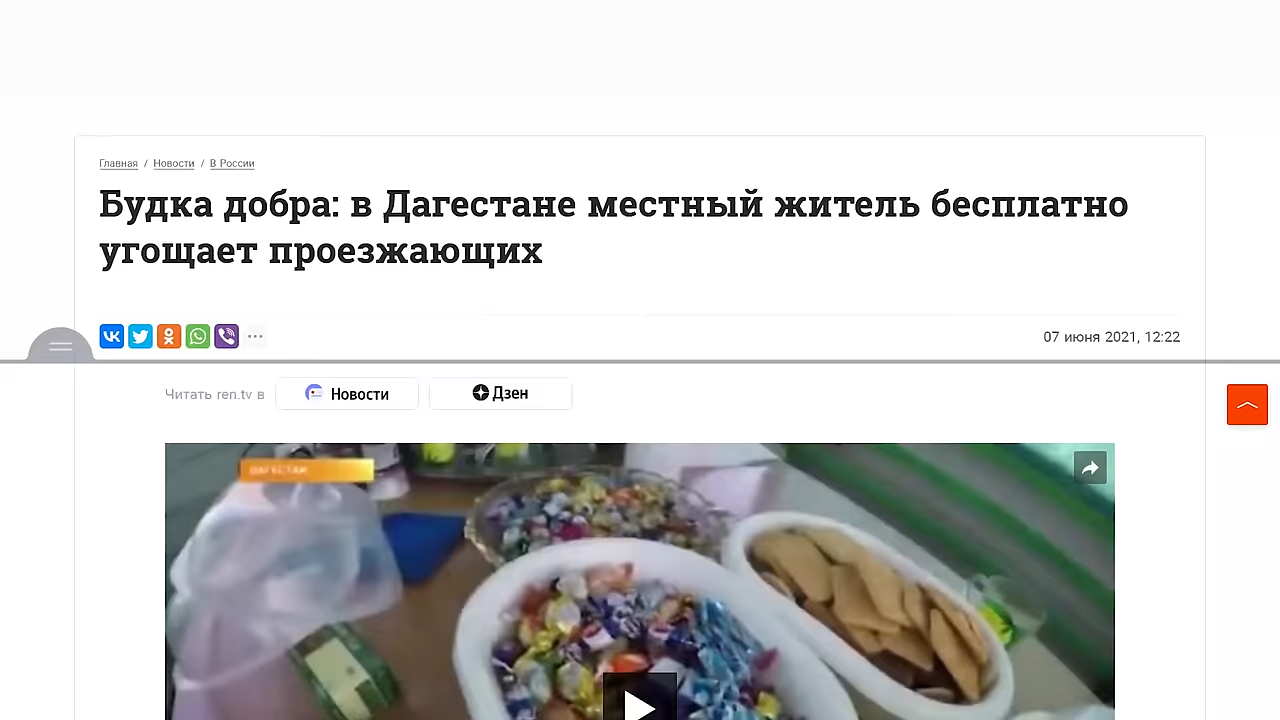 Главная / Новости / В России
Будка добра: в Дагестане местный житель бесплатно
угощает проезжающих
07 июня 2021, 12:22
Читать ren.tv в Новости Дзен
ДАГЕСТАН